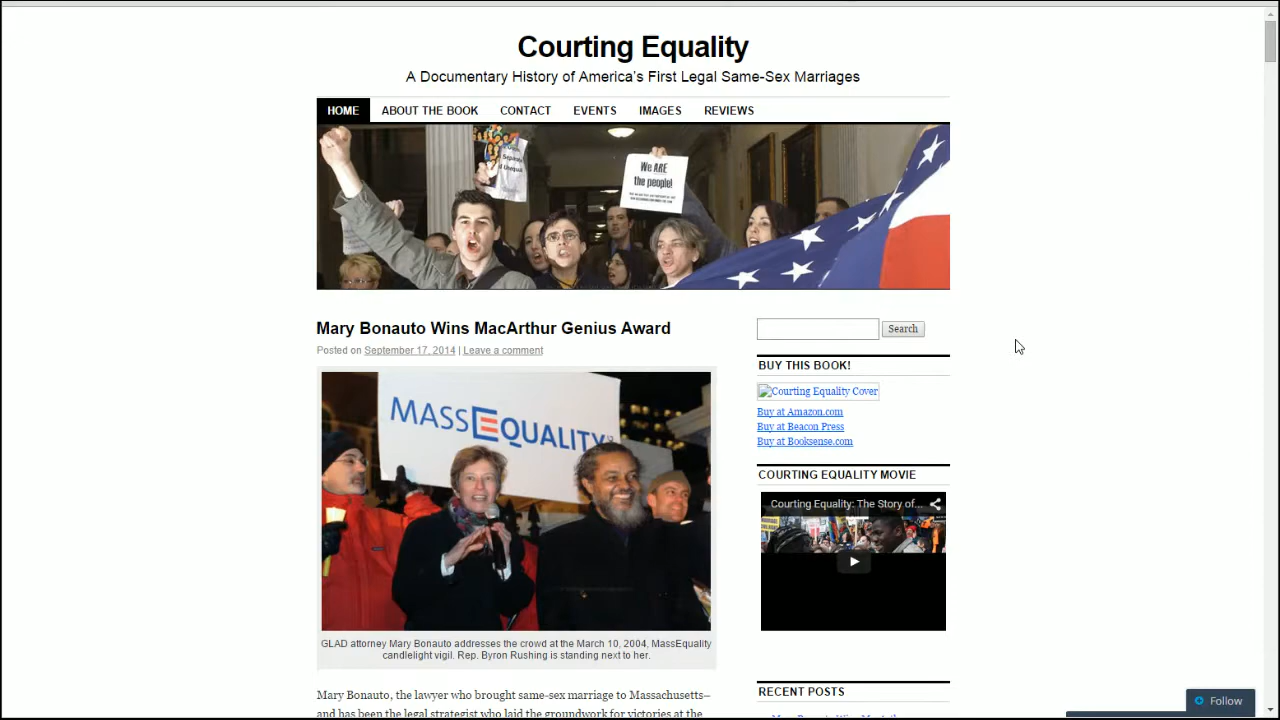 Courting Equality
A Documentary History of America's First Legal Same-Sex Marriages
HOME ABOUT THE BOOK CONTACT EVENTS IMAGES REVIEWS
We ARE
the people!
Mary Bonauto Wins MacArthur Genius Award
Posted on September 17, 2014 | Leave a comment
MASSEQUALITY
GLAD attorney Mary Bonauto addresses the crowd at the March 10, 2004, MassEquality
candlelight vigil. Rep. Byron Rushing is standing next to her.
Mary Bonauto, the lawyer who brought same-sex marriage to Massachusetts–
and has been the legal strategist who laid the groundwork for victories at the
Search
BUY THIS BOOK!
Courting Equality Cover
Buy at Amazon.com
Buy at Beacon Press
Buy at Booksense.com
COURTING EQUALITY MOVIE
Courting Equality: The Story of...
RECENT POSTS
Follow